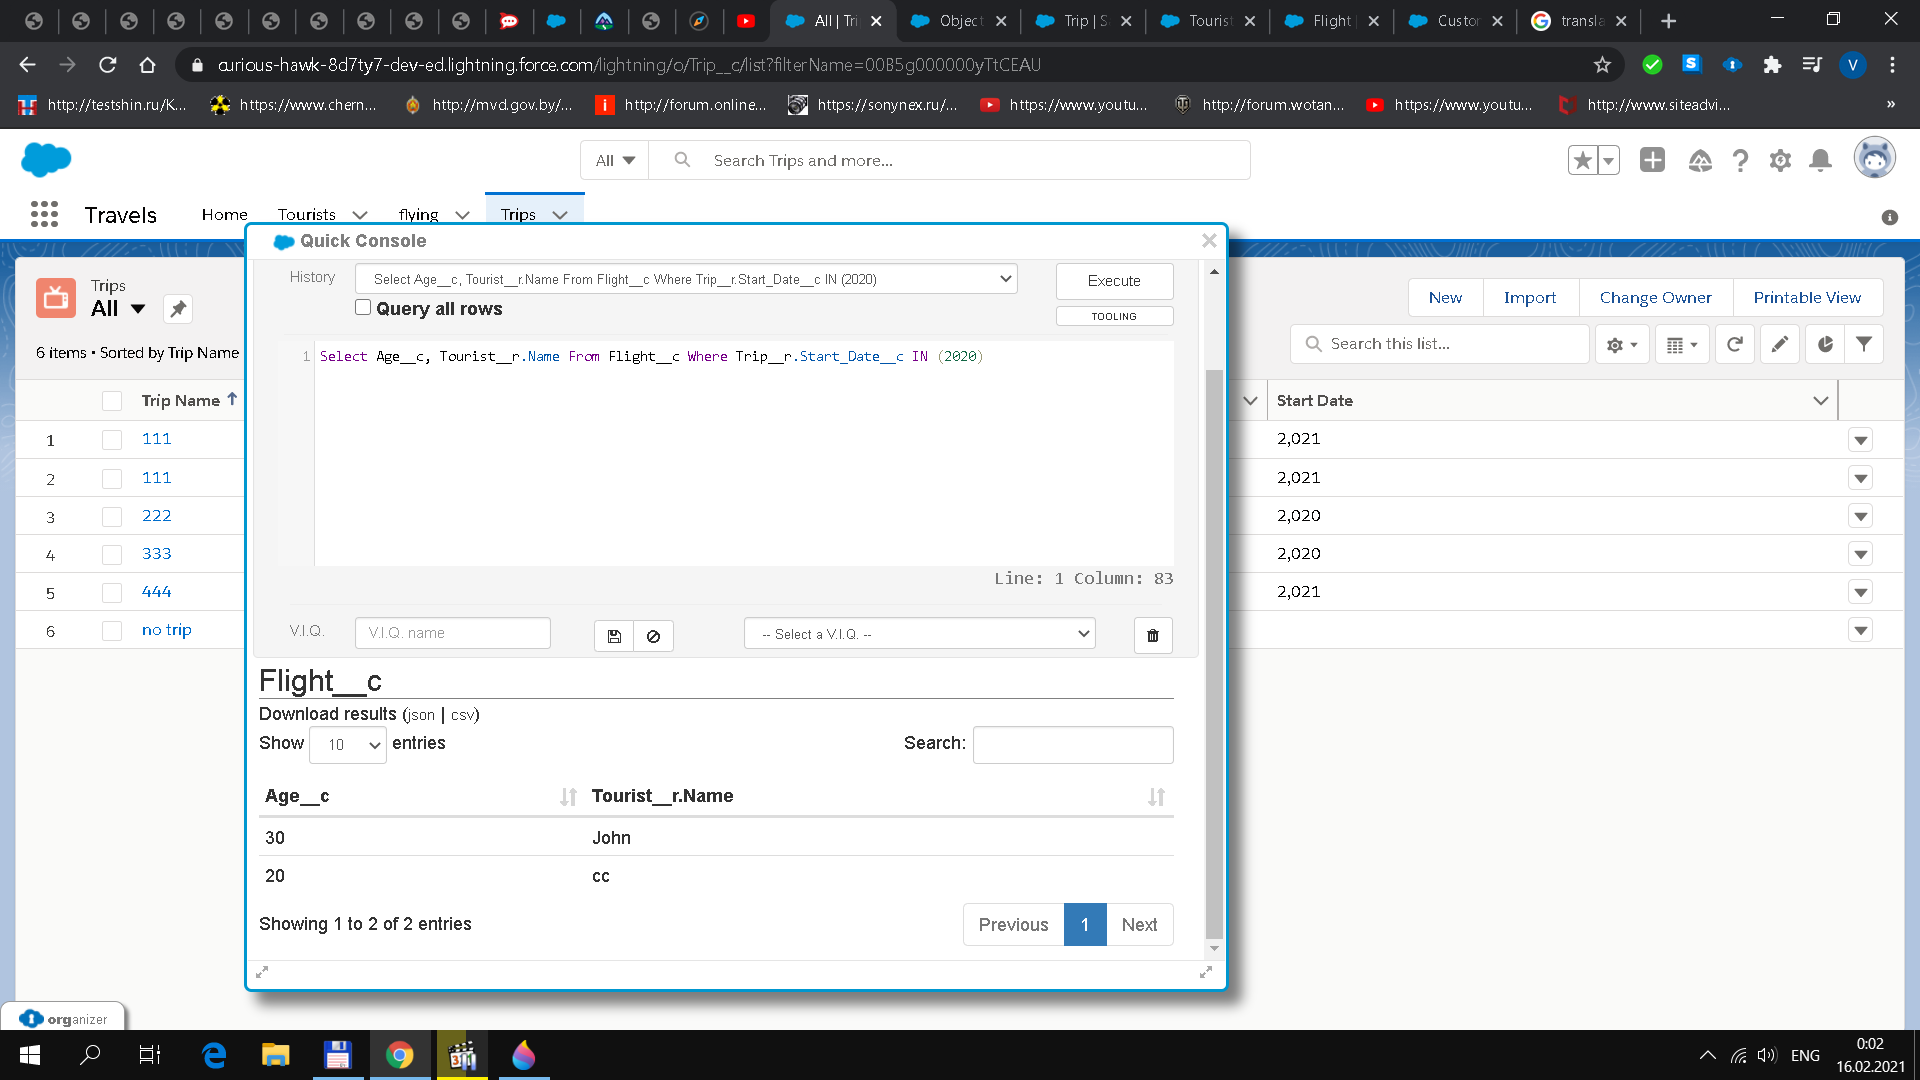 All | Tri
Object
Trip | S
Tourist
Flight
Custo
transla
curious-hawk-8d7ty7-dev-ed.lightning.force.com/lightning/o/Trip__c/list?filterName=00B5g000000yTtCEAU
V
http://testshin.ru/K...
https://www.chern...
http://mvd.gov.by/...
http://forum.online...
https://sonynex.ru/...
https://www.youtu...
http://forum.wotan...
https://www.youtu...
http://www.siteadvi...
»
All
Search Trips and more...
Travels
Home
Tourists
flying
Trips
Quick Console
Trips
All
6 items • Sorted by Trip Name
New
Import
Change Owner
Printable View
Search this list...
History
Select Age__c, Tourist__r.Name From Flight__c Where Trip__r.Start_Date__c IN (2020)
Execute
Query all rows
TOOLING
1 Select Age__c, Tourist__r.Name From Flight__c Where Trip__r.Start_Date__c IN (2020)
Line: 1 Column: 83
Trip Name
Start Date
1 111 2,021
2 111 2,021
3 222 2,020
4 333 2,020
5 444 2,021
6 no trip
V.I.Q.
V.I.Q. name
-- Select a V.I.Q. --
Flight__c
Download results (json | csv)
Show 10 entries
Search:
Age__c Tourist__r.Name
30 John
20 cc
Showing 1 to 2 of 2 entries
Previous 1 Next
organizer
ENG
0:02
16.02.2021